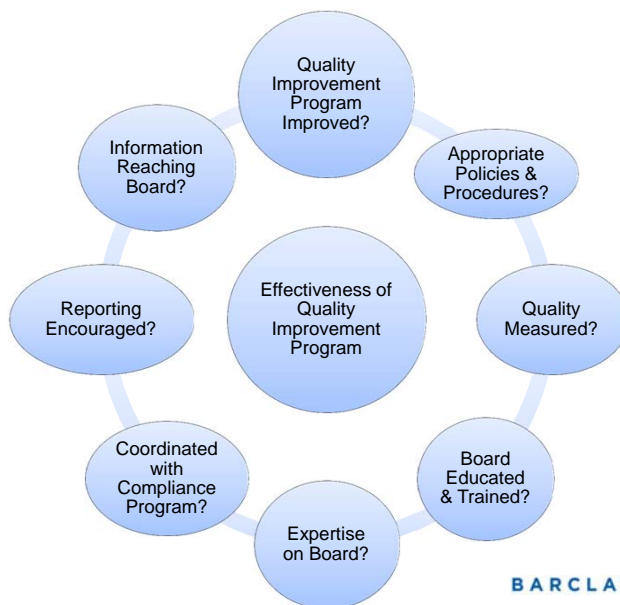 Quality
Improvement
Program
Improved?
Appropriate
Policies &
Procedures?
Quality
Measured?
Board
Educated
& Trained?
Expertise
on Board?
Coordinated
with
Compliance
Program?
Reporting
Encouraged?
Information
Reaching
Board?
Effectiveness of
Quality
Improvement
Program
BARCLA